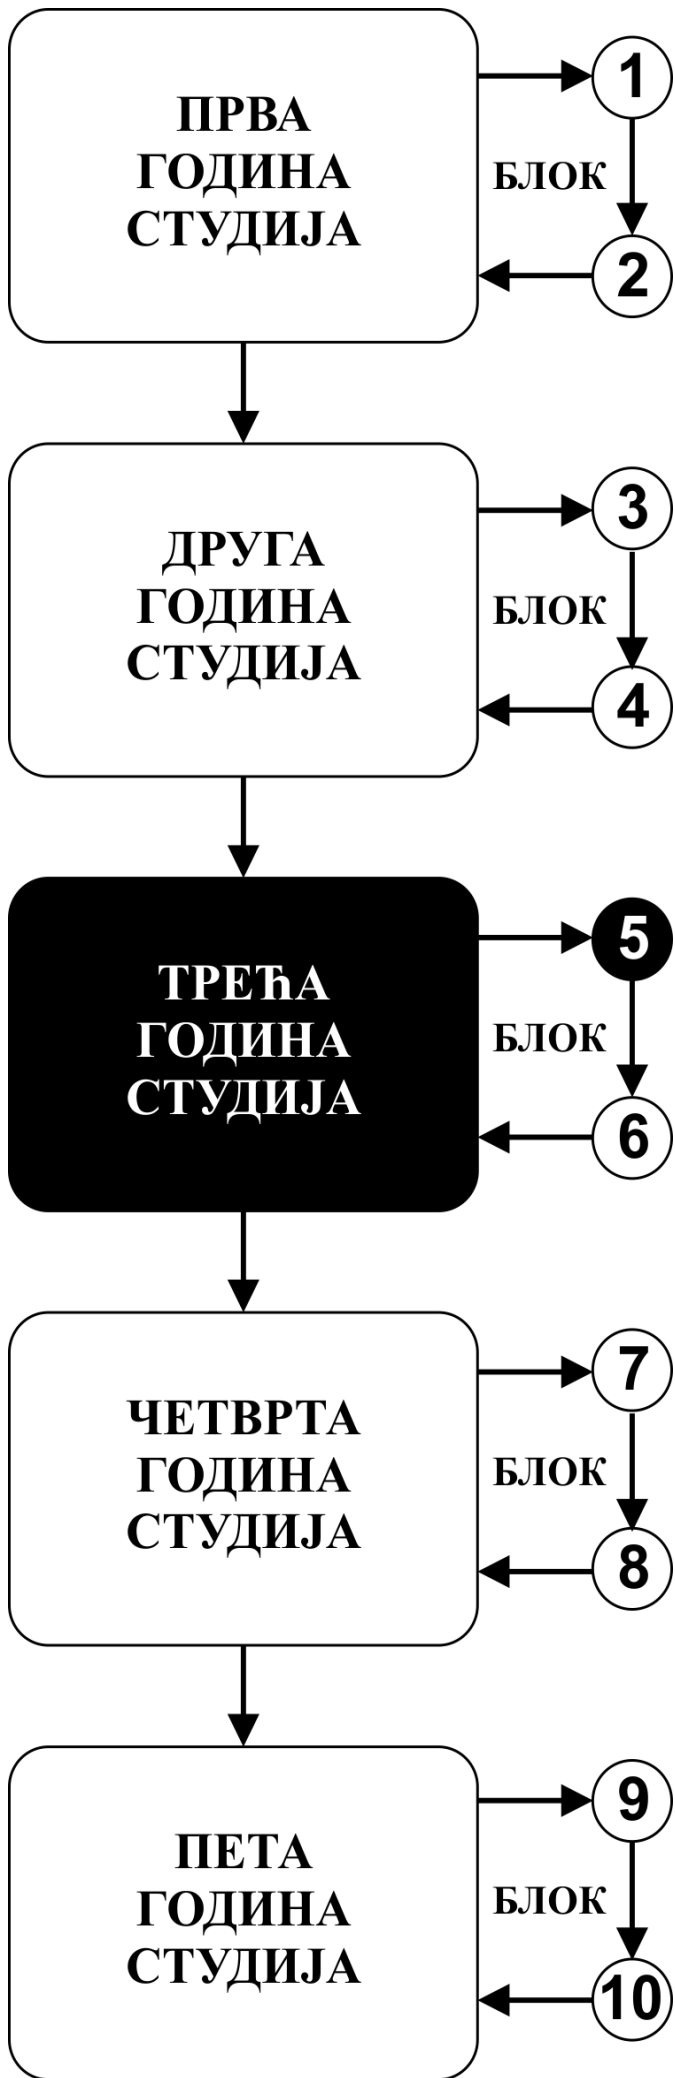 ПРВА
ГОДИНА
СТУДИЈА
1
БЛОК
2
ДРУГА
ГОДИНА
СТУДИЈА
3
БЛОК
4
ТРЕЋА
ГОДИНА
СТУДИЈА
5
БЛОК
6
ЧЕТВРТА
ГОДИНА
СТУДИЈА
7
БЛОК
8
ПЕТА
ГОДИНА
СТУДИЈА
9
БЛОК
10